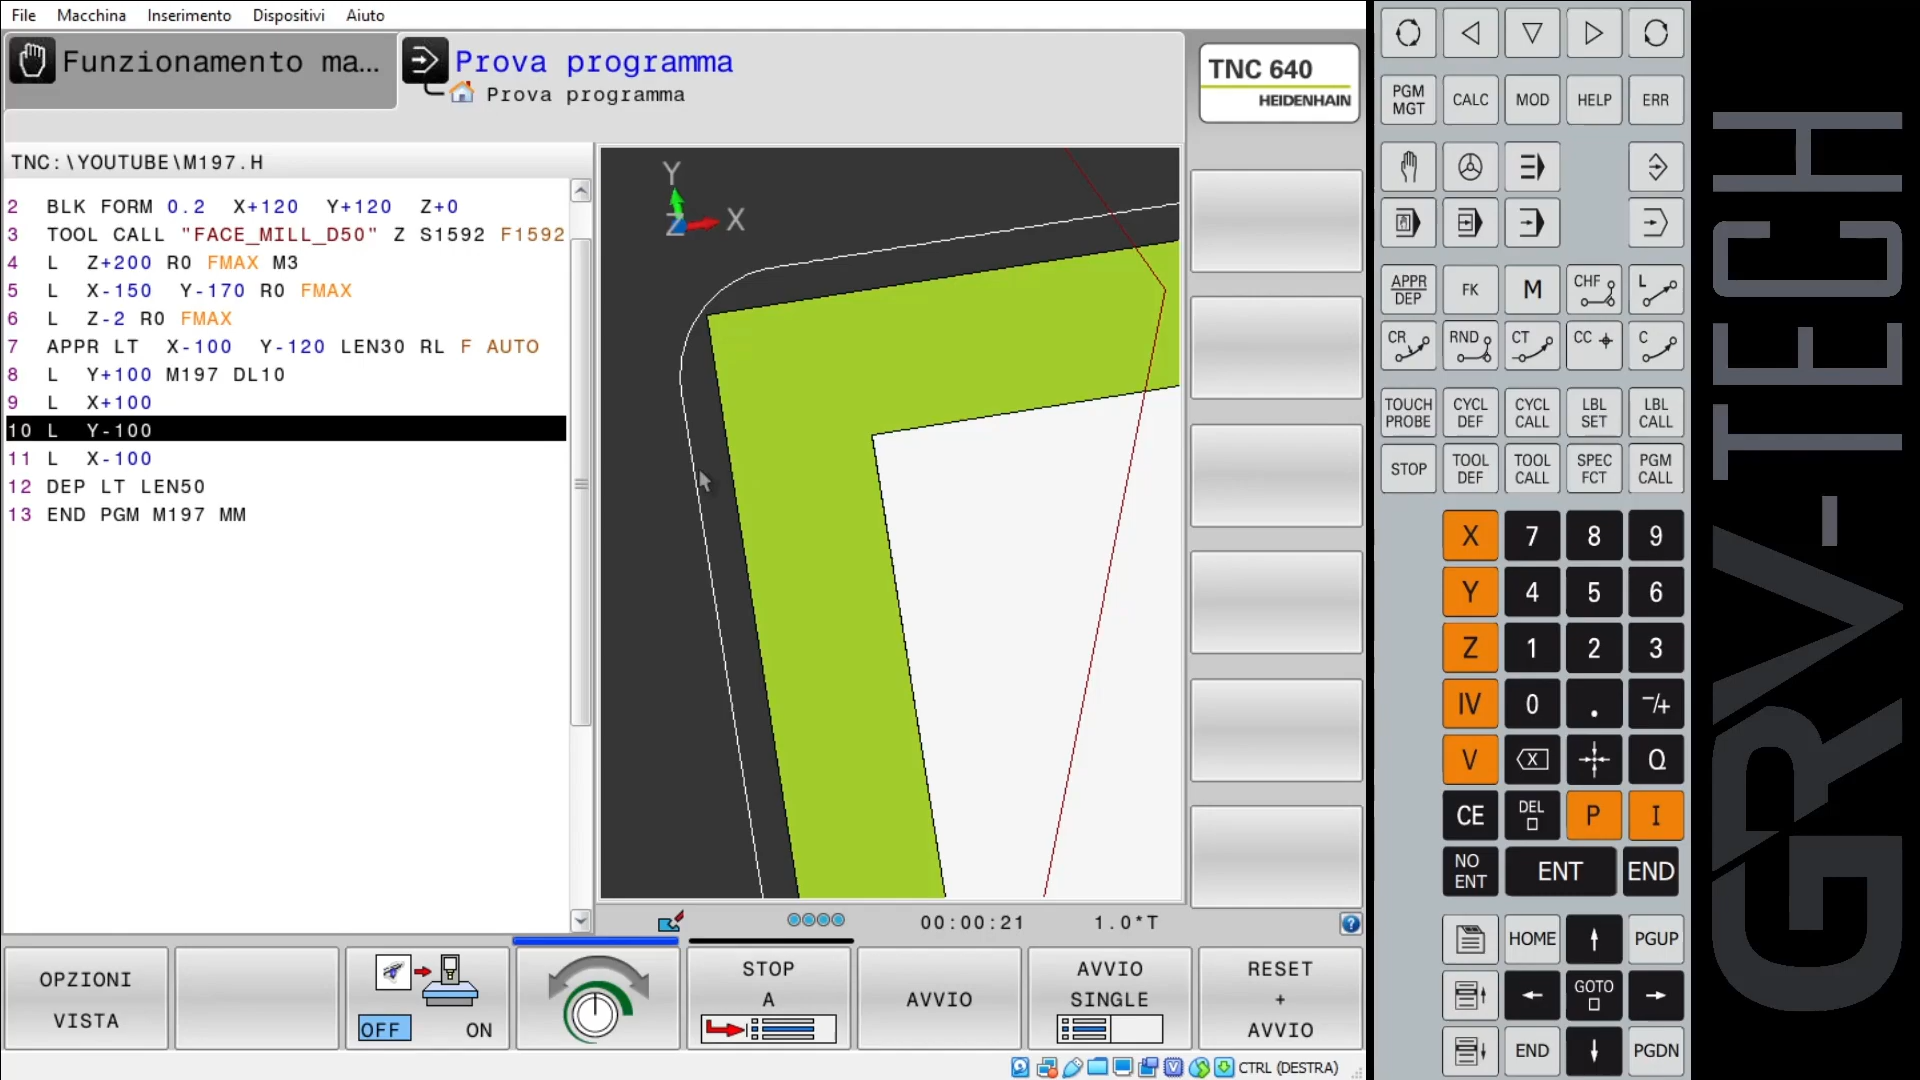 File Macchina Inserimento Dispositivi Aiuto
Funzionamento ma...
Prova programma
Prova programma
TNC 640
HEIDENHAIN
TNC:\YOUTUBE\M197.H
2 BLK FORM 0.2 X+120 Y+120 Z+0
3 TOOL CALL "FACE_MILL_D50" Z S1592 F1592
4 L Z+200 R0 FMAX M3
5 L X-150 Y-170 R0 FMAX
6 L Z-2 R0 FMAX
7 APPR LT X-100 Y-120 LEN30 RL F AUTO
8 L Y+100 M197 DL10
9 L X+100
10 L Y-100
11 L X-100
12 DEP LT LEN50
13 END PGM M197 MM
Y
Z X
00:00:21 1.0*T
OPZIONI
VISTA
OFF ON
STOP
A
AVVIO
AVVIO
SINGLE
RESET
+
AVVIO
CTRL (DESTRA)
PGM
MGT
CALC
MOD
HELP
ERR
APPR
DEP
FK
M
CHF
L
CR
RND
CT
CC
C
TOUCH
PROBE
CYCL
DEF
CYCL
CALL
LBL
SET
LBL
CALL
STOP
TOOL
DEF
TOOL
CALL
SPEC
FCT
PGM
CALL
X 7 8 9
Y 4 5 6
Z 1 2 3
IV 0 . -/+
V X Q
CE
DEL
P
I
NO
ENT
ENT
END
HOME
PGUP
GOTO
END
PGDN
GRV-TECH